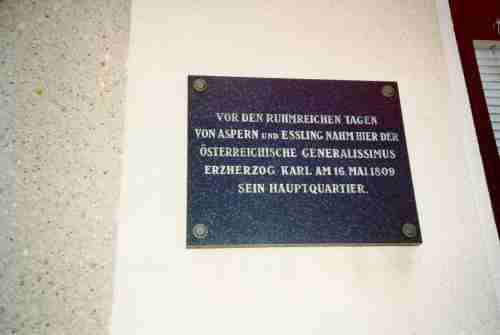 VOR DEN RUHMREICHEN TAGEN
VON ASPERN UND ESSLING NAHM HIER DER
ÖSTERREICHISCHE GENERALISSIMUS
ERZHERZOG KARL AM 16. MAI 1809
SEIN HAUPTQUARTIER.